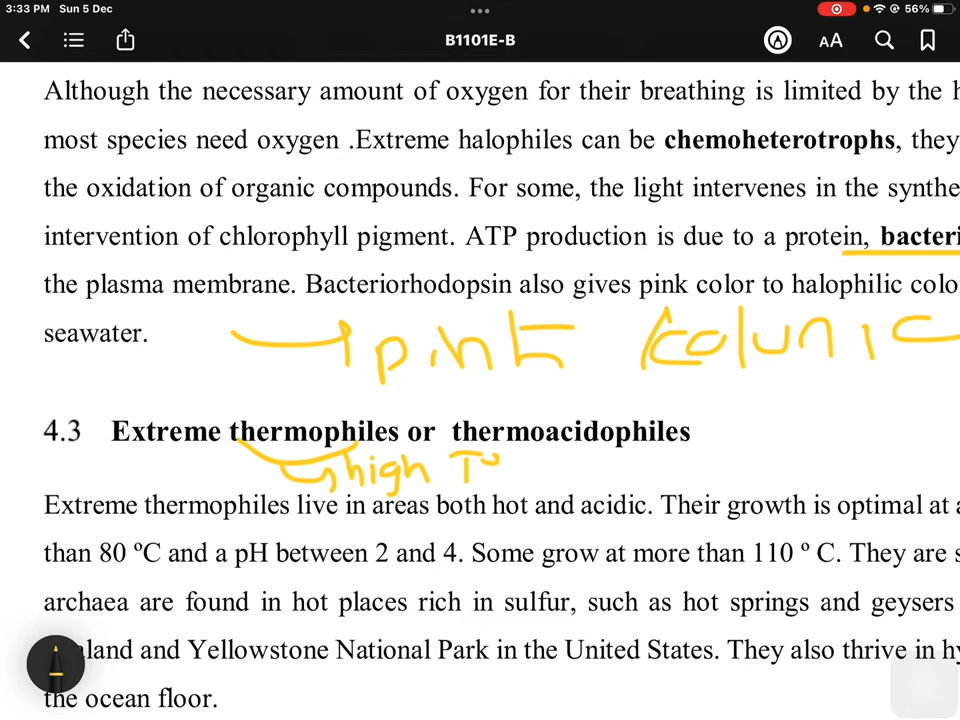 3:33 PM Sun 5 Dec 56%
B1101E-B
AA
Although the necessary amount of oxygen for their breathing is limited by the
most species need oxygen .Extreme halophiles can be chemoheterotrophs, they
the oxidation of organic compounds. For some, the light intervenes in the
intervention of chlorophyll pigment. ATP production is due to a protein,
the plasma membrane. Bacteriorhodopsin also gives pink color to halophilic
seawater.
pink
4.3 Extreme thermophiles or thermoacidophiles
high T°
Extreme thermophiles live in areas both hot and acidic. Their growth is optimal at
than 80 °C and a pH between 2 and 4. Some grow at more than 110 ° C. They are
archaea are found in hot places rich in sulfur, such as hot springs and geysers
and Yellowstone National Park in the United States. They also thrive in
the ocean floor.